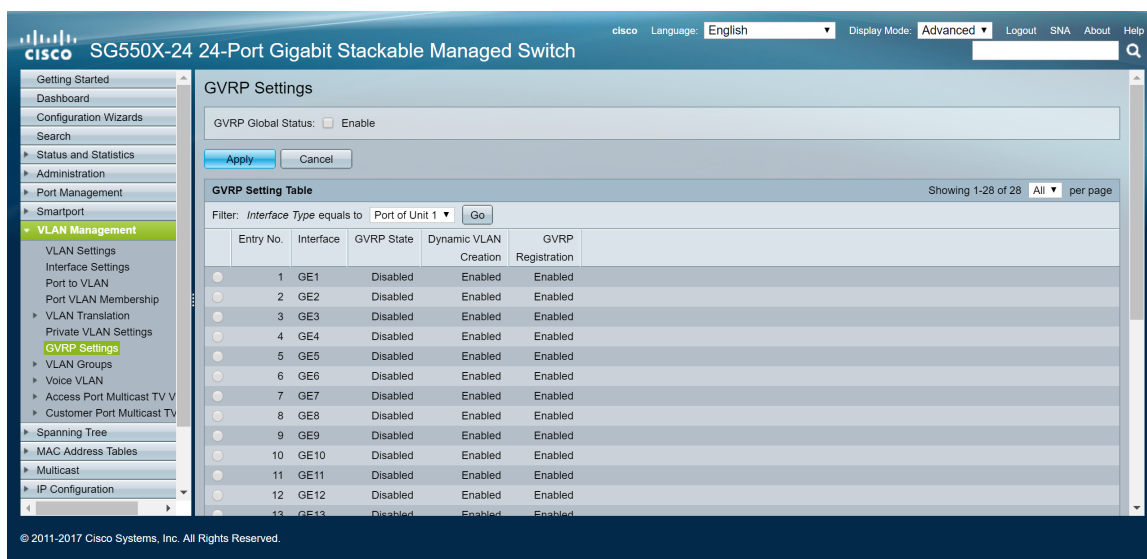 cisco Language: English Display Mode: Advanced Logout SNA About Help
CISCO SG550X-24 24-Port Gigabit Stackable Managed Switch
Getting Started
Dashboard
Configuration Wizards
Search
Status and Statistics
Administration
Port Management
Smartport
VLAN Management
VLAN Settings
Interface Settings
Port to VLAN
Port VLAN Membership
VLAN Translation
Private VLAN Settings
GVRP Settings
VLAN Groups
Voice VLAN
Access Port Multicast TV V
Customer Port Multicast TV
Spanning Tree
MAC Address Tables
Multicast
IP Configuration
GVRP Settings
GVRP Global Status: Enable
Apply Cancel
GVRP Setting Table Showing 1-28 of 28 All per page
Filter: Interface Type equals to Port of Unit 1 Go
Entry No. Interface GVRP State Dynamic VLAN Creation GVRP Registration
1 GE1 Disabled Enabled Enabled
2 GE2 Disabled Enabled Enabled
3 GE3 Disabled Enabled Enabled
4 GE4 Disabled Enabled Enabled
5 GE5 Disabled Enabled Enabled
6 GE6 Disabled Enabled Enabled
7 GE7 Disabled Enabled Enabled
8 GE8 Disabled Enabled Enabled
9 GE9 Disabled Enabled Enabled
10 GE10 Disabled Enabled Enabled
11 GE11 Disabled Enabled Enabled
12 GE12 Disabled Enabled Enabled
13 GE13 Disabled Enabled Enabled
© 2011-2017 Cisco Systems, Inc. All Rights Reserved.